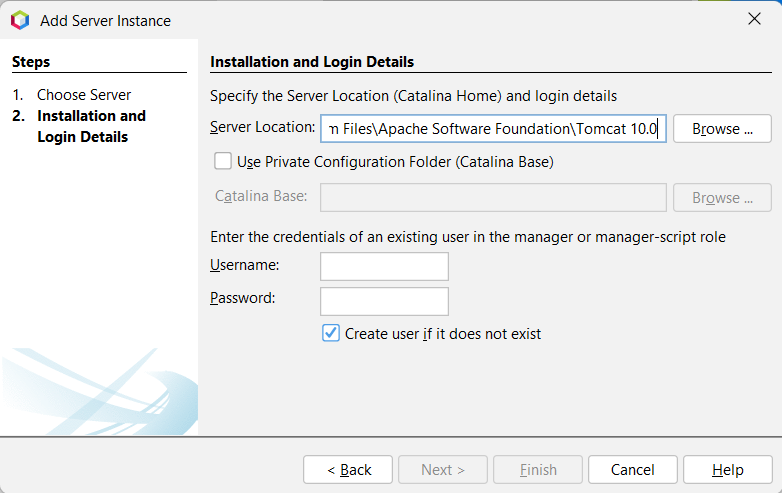 Add Server Instance
Steps
1. Choose Server
2. Installation and
Login Details
Installation and Login Details
Specify the Server Location (Catalina Home) and login details
Server Location: m Files\Apache Software Foundation\Tomcat 10.0 Browse ...
Use Private Configuration Folder (Catalina Base)
Catalina Base: Browse ...
Enter the credentials of an existing user in the manager or manager-script role
Username:
Password:
Create user if it does not exist
< Back Next > Finish Cancel Help